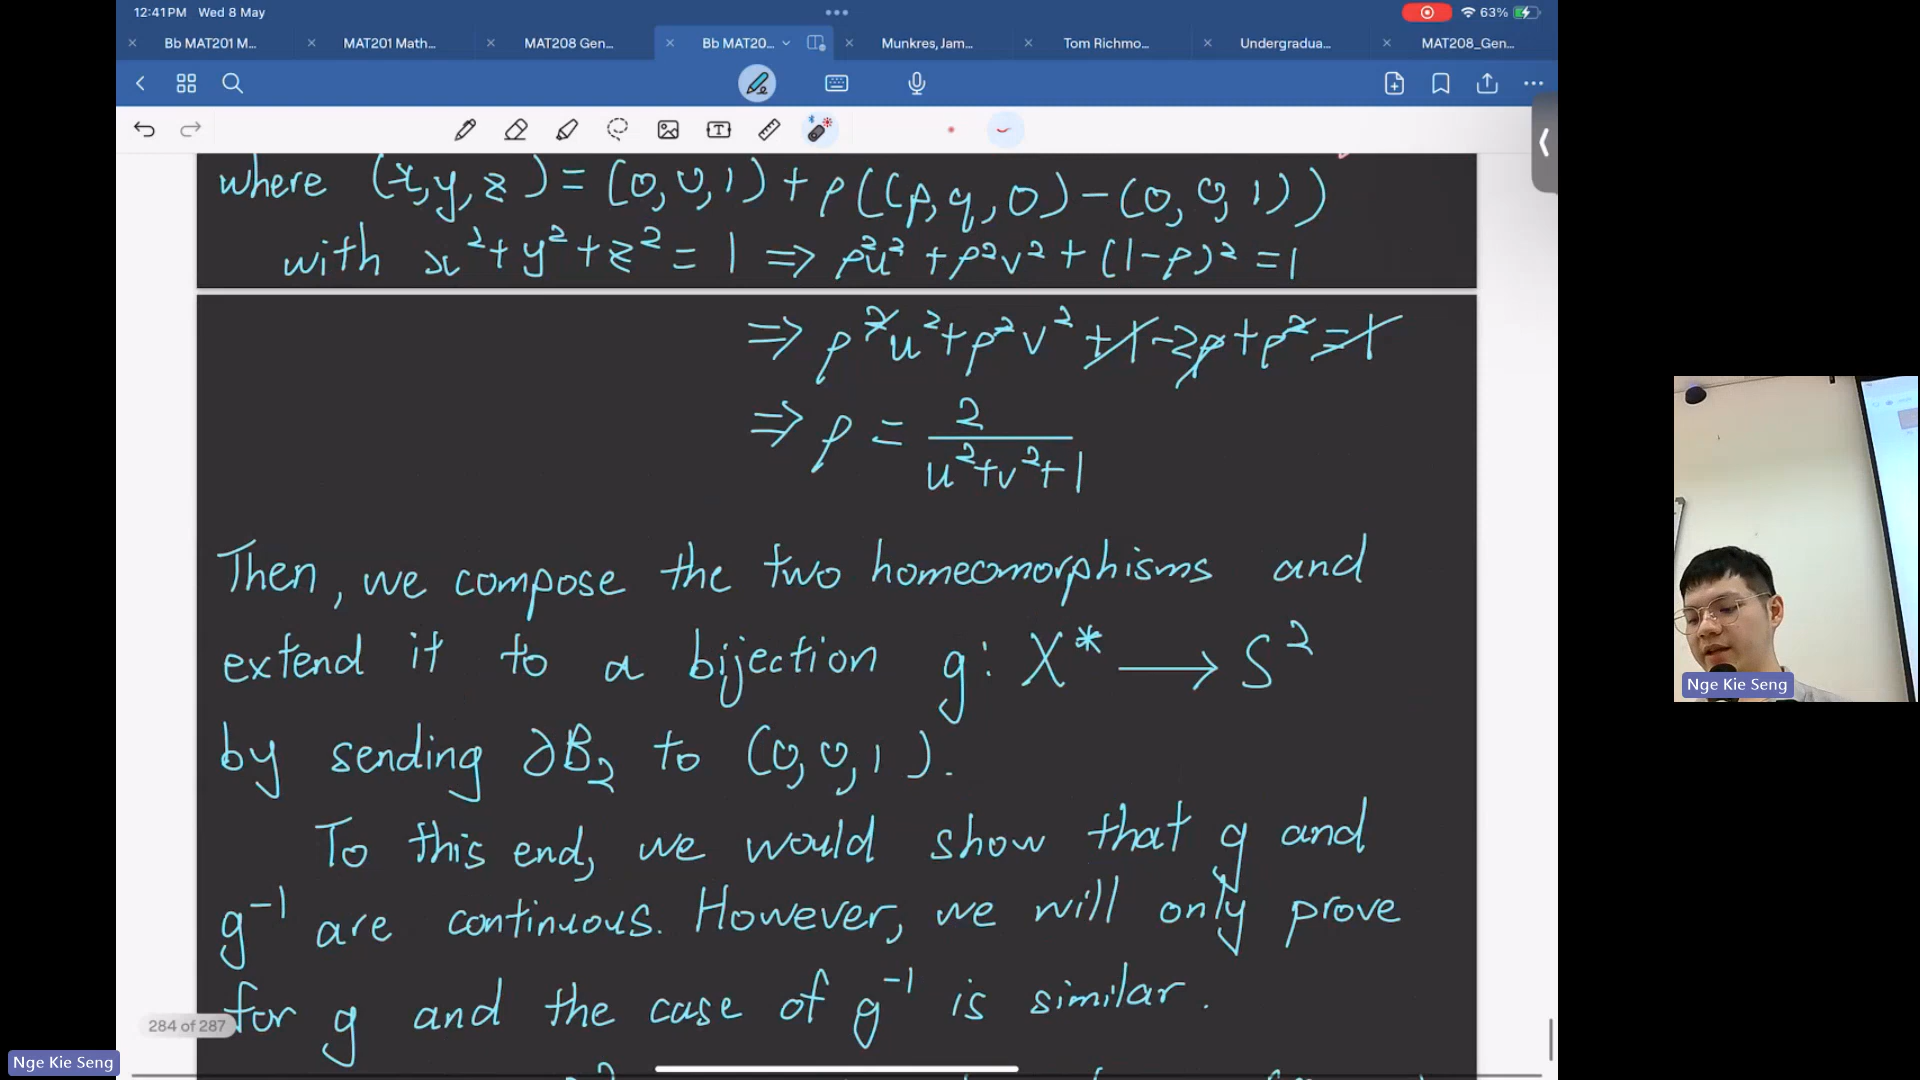 12:41 PM Wed 8 May
63%
Bb MAT201 M...
MAT201 Math...
MAT208 Gen...
Bb MAT20...
Munkres, Jam...
Tom Richmo...
Undergradua...
MAT208_Gen...
where (x,y,z) = (0,0,1) + ρ((p,q,0) - (0,0,1))
with x²+y²+z² = 1 ⇒ ρ²u² + ρ²v² + (1-ρ)² = 1
⇒ ρ²u² + ρ²v² + 1 - 2ρ + ρ² = 1
⇒ ρ = 2
u²+v²+1
Then, we compose the two homeomorphisms and
extend it to a bijection g: X* ⟶ S²
by sending ∂B₂ to (0,0,1).
To this end, we would show that g and
g⁻¹ are continuous. However, we will only prove
for g and the case of g⁻¹ is similar.
284 of 287
Nge Kie Seng
Nge Kie Seng